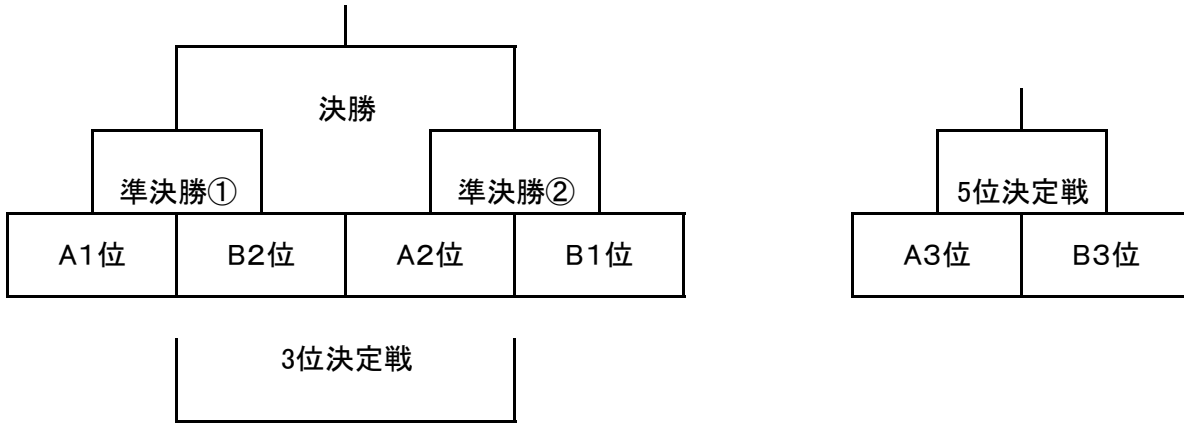 決勝
準決勝①
準決勝②
5位決定戦
A1位
B2位
A2位
B1位
A3位
B3位
3位決定戦